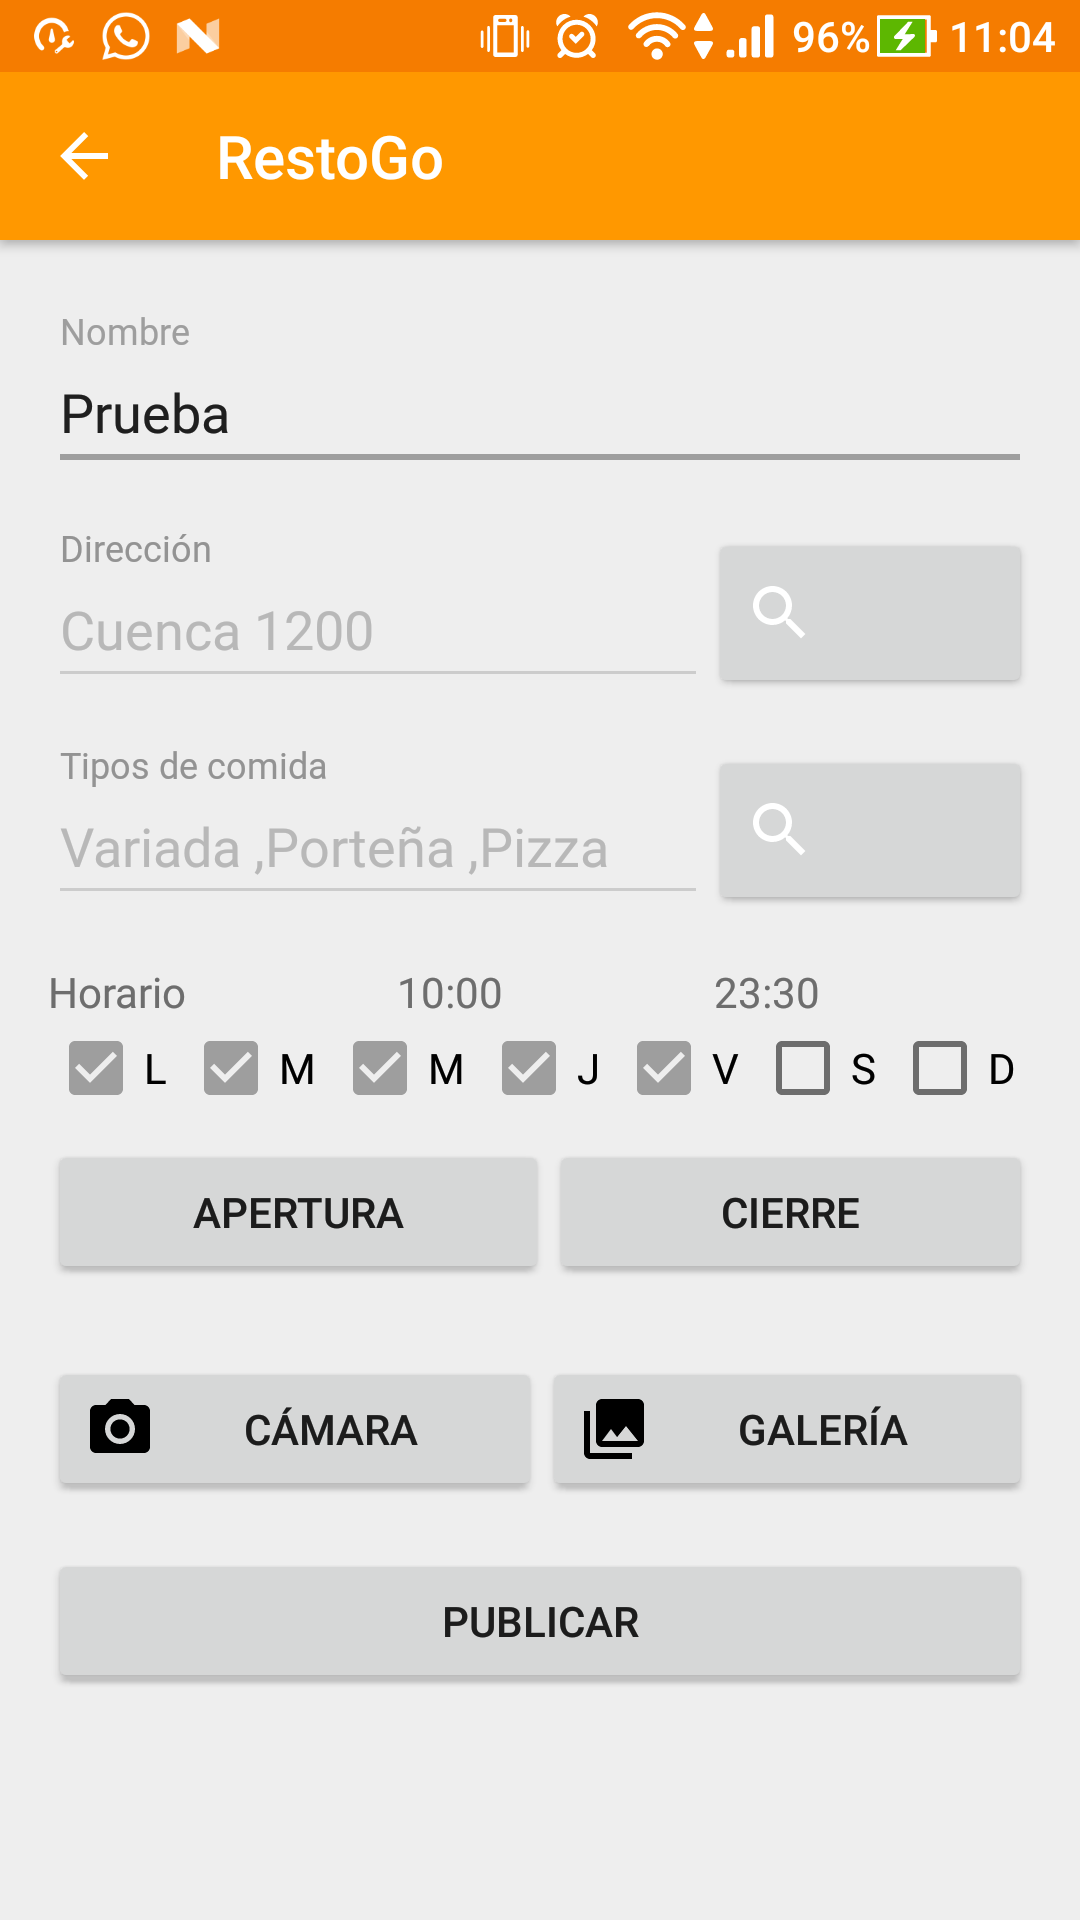 96% 11:04
RestoGo
Nombre
Prueba
Dirección
Cuenca 1200
Tipos de comida
Variada ,Porteña ,Pizza
Horario 10:00 23:30
L M M J V S D
APERTURA CIERRE
CÁMARA GALERÍA
PUBLICAR